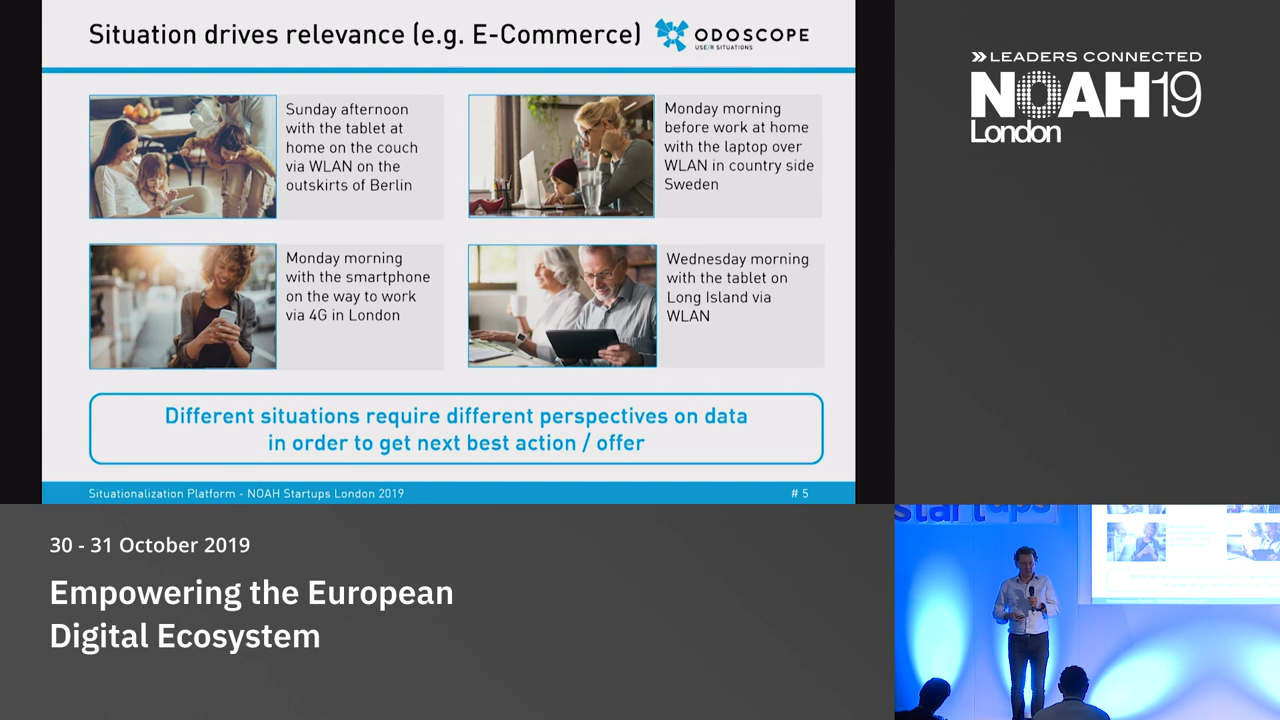 Situation drives relevance (e.g. E-Commerce)
ODOSCOPE
USE/R SITUATIONS
Sunday afternoon
with the tablet at
home on the couch
via WLAN on the
outskirts of Berlin
Monday morning
before work at home
with the laptop over
WLAN in country side
Sweden
Monday morning
with the smartphone
on the way to work
via 4G in London
Wednesday morning
with the tablet on
Long Island via
WLAN
Different situations require different perspectives on data
in order to get next best action / offer
Situationalization Platform - NOAH Startups London 2019
# 5
LEADERS CONNECTED
NOAH19
London
30 - 31 October 2019
Empowering the European
Digital Ecosystem
startups